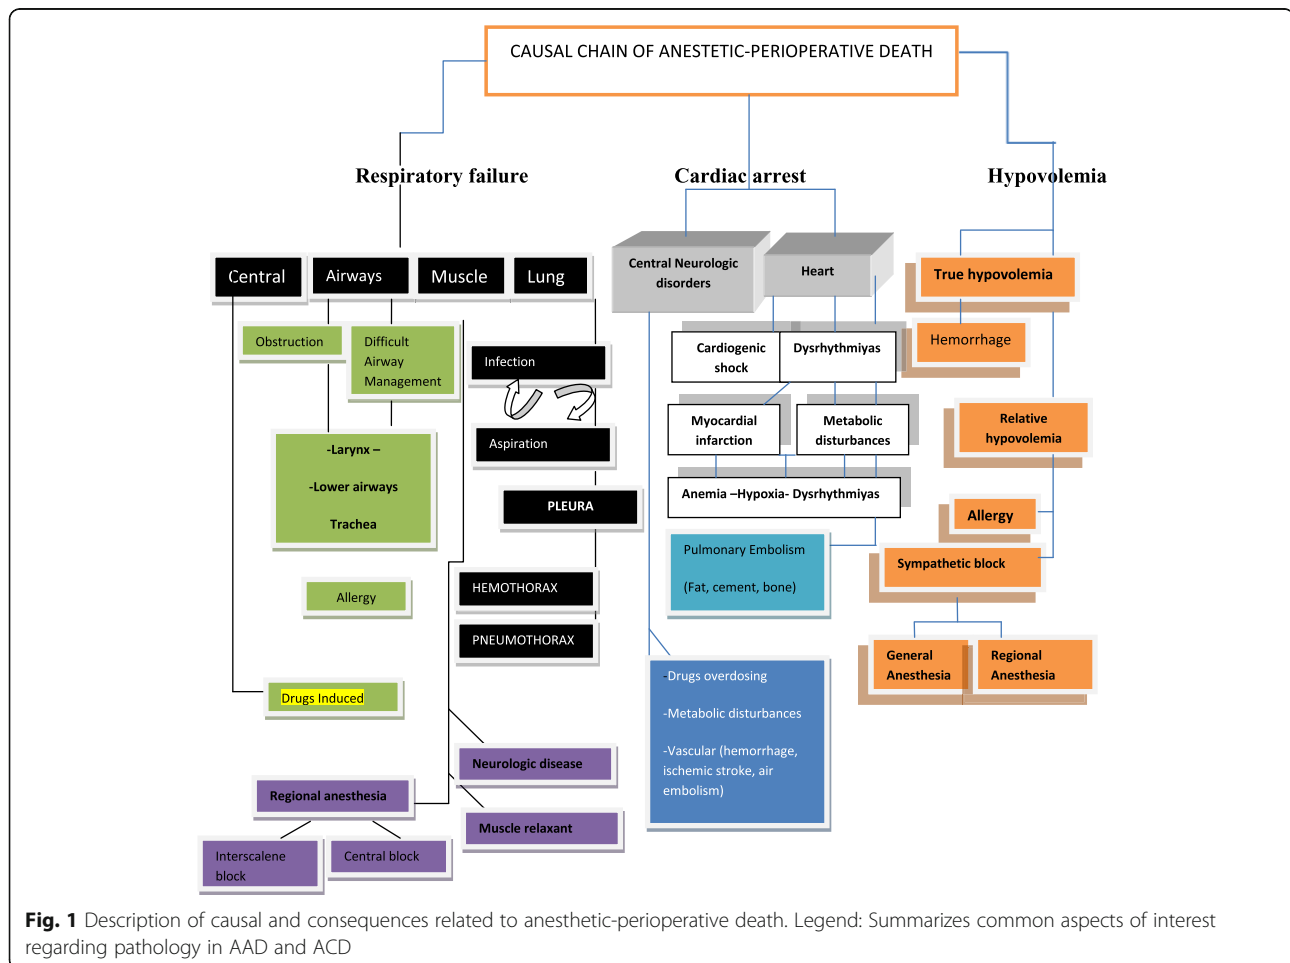 CAUSAL CHAIN OF ANESTETIC-PERIOPERATIVE DEATH
Respiratory failure
Cardiac arrest
Hypovolemia
Central
Airways
Muscle
Lung
Central Neurologic
disorders
Heart
True hypovolemia
Obstruction
Difficult
Airway
Management
Infection
Cardiogenic
shock
Dysrhythmiyas
Hemorrhage
-Larynx –
-Lower airways
Trachea
Aspiration
Myocardial
infarction
Metabolic
disturbances
Relative
hypovolemia
PLEURA
Anemia –Hypoxia- Dysrhythmiyas
Allergy
Pulmonary Embolism
(Fat, cement, bone)
Sympathetic block
Allergy
HEMOTHORAX
PNEUMOTHORAX
General
Anesthesia
Regional
Anesthesia
Drugs Induced
-Drugs overdosing
-Metabolic disturbances
-Vascular (hemorrhage,
ischemic stroke, air
embolism)
Neurologic disease
Regional anesthesia
Muscle relaxant
Interscalene
block
Central block
Fig. 1 Description of causal and consequences related to anesthetic-perioperative death. Legend: Summarizes common aspects of interest
regarding pathology in AAD and ACD